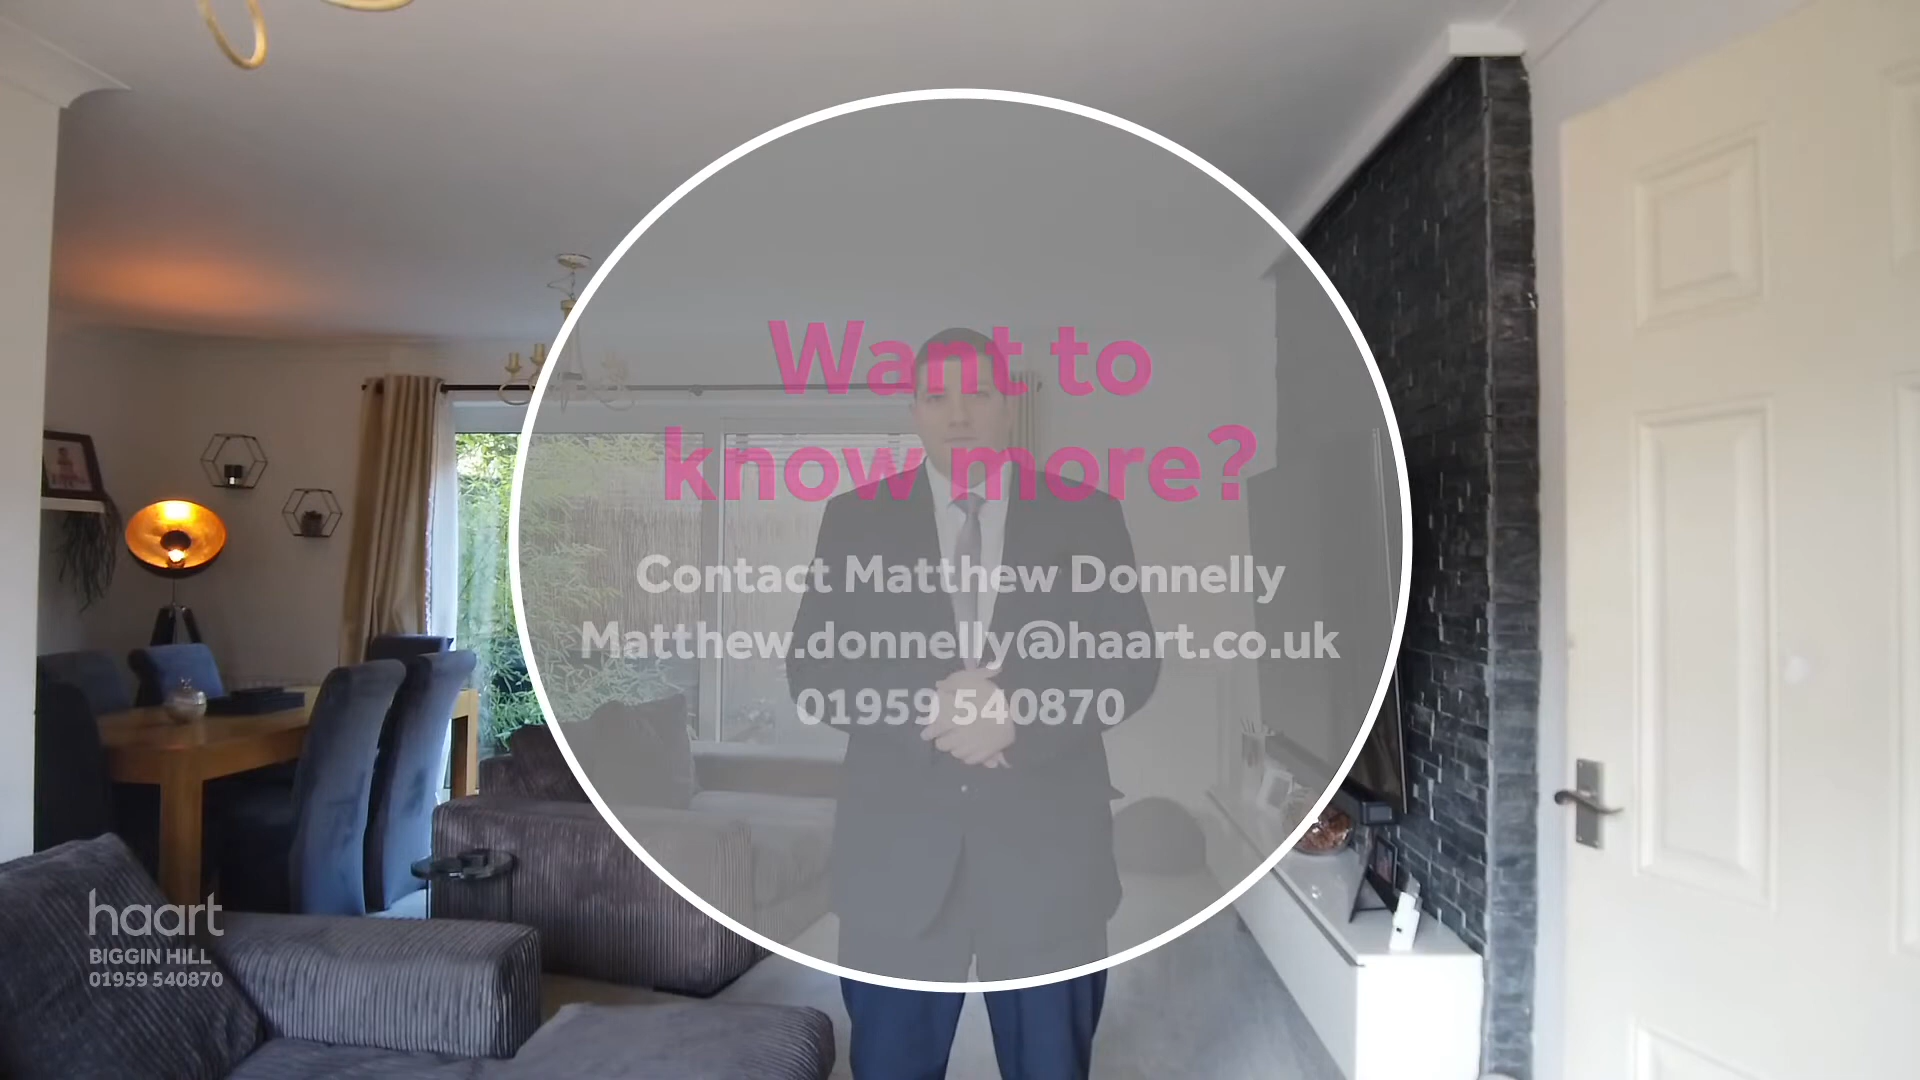 Want to
know more?
Contact Matthew Donnelly
Matthew.donnelly@haart.co.uk
01959 540870
haart
BIGGIN HILL
01959 540870